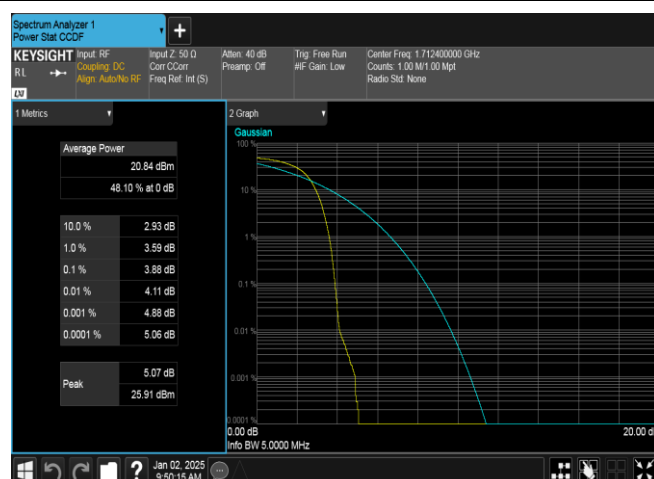 Spectrum Analyzer 1
Power Stat CCDF
+
KEYSIGHT Input: RF Input Z: 50 Ω Atten: 40 dB Trig: Free Run Center Freq: 1.712400000 GHz
RL Coupling: DC Corr CCorr Preamp: Off #IF Gain: Low Counts: 1.00 M/1.00 Mpt
Align: Auto/No RF Freq Ref: Int (S) Radio Std: None
LXI
1 Metrics
Average Power
20.84 dBm
48.10 % at 0 dB
10.0 % 2.93 dB
1.0 % 3.59 dB
0.1 % 3.88 dB
0.01 % 4.11 dB
0.001 % 4.88 dB
0.0001 % 5.06 dB
Peak
5.07 dB
25.91 dBm
2 Graph
Gaussian
100 %
10 %
1 %
0.1 %
0.01 %
0.001 %
0.0001 %
0.00 dB 20.00 d
Info BW 5.0000 MHz
? Jan 02, 2025
9:50:15 AM